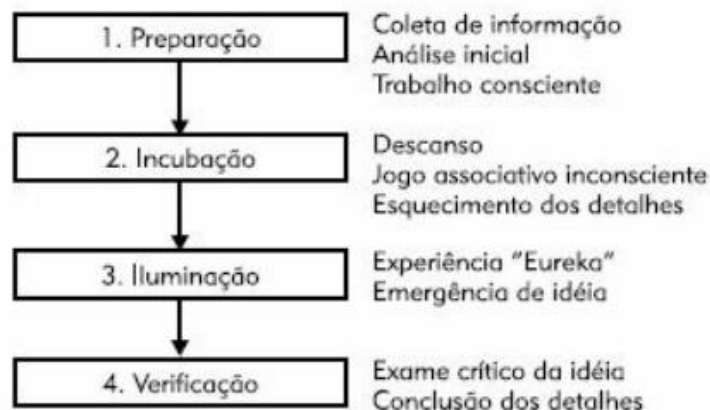 1. Preparação
Coleta de informação
Análise inicial
Trabalho consciente
2. Incubação
Descanso
Jogo associativo inconsciente
Esquecimento dos detalhes
3. Iluminação
Experiência "Eureka"
Emergência de idéia
4. Verificação
Exame crítico da idéia
Conclusão dos detalhes